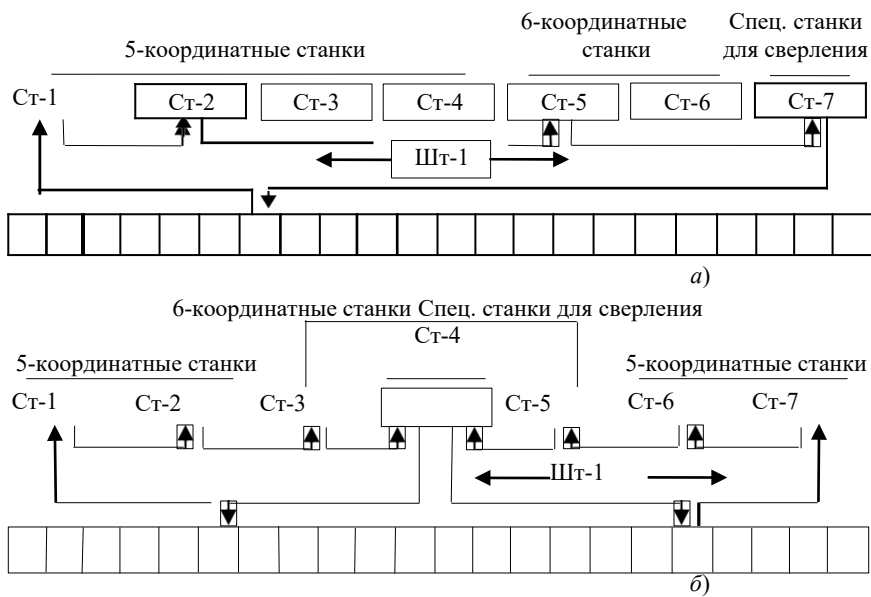 6-координатные станки
Спец. станки для сверления
5-координатные станки
Ст-1 Ст-2 Ст-3 Ст-4 Ст-5 Ст-6 Ст-7
Шт-1
а)
6-координатные станки Спец. станки для сверления
Ст-4
5-координатные станки 5-координатные станки
Ст-1 Ст-2 Ст-3 Ст-5 Ст-6 Ст-7
Шт-1
б)